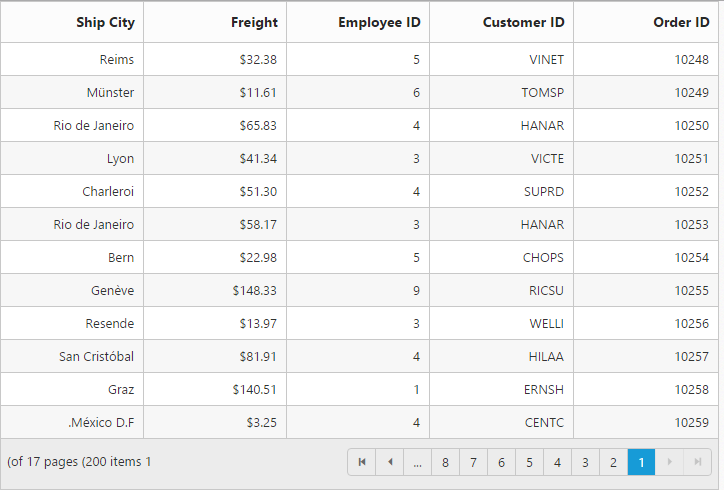 Ship City Freight Employee ID Customer ID Order ID
Reims $32.38 5 VINET 10248
Münster $11.61 6 TOMSP 10249
Rio de Janeiro $65.83 4 HANAR 10250
Lyon $41.34 3 VICTE 10251
Charleroi $51.30 4 SUPRD 10252
Rio de Janeiro $58.17 3 HANAR 10253
Bern $22.98 5 CHOPS 10254
Genève $148.33 9 RICSU 10255
Resende $13.97 3 WELLI 10256
San Cristóbal $81.91 4 HILAA 10257
Graz $140.51 1 ERNSH 10258
.México D.F $3.25 4 CENTC 10259
(of 17 pages (200 items 1 ... 8 7 6 5 4 3 2 1